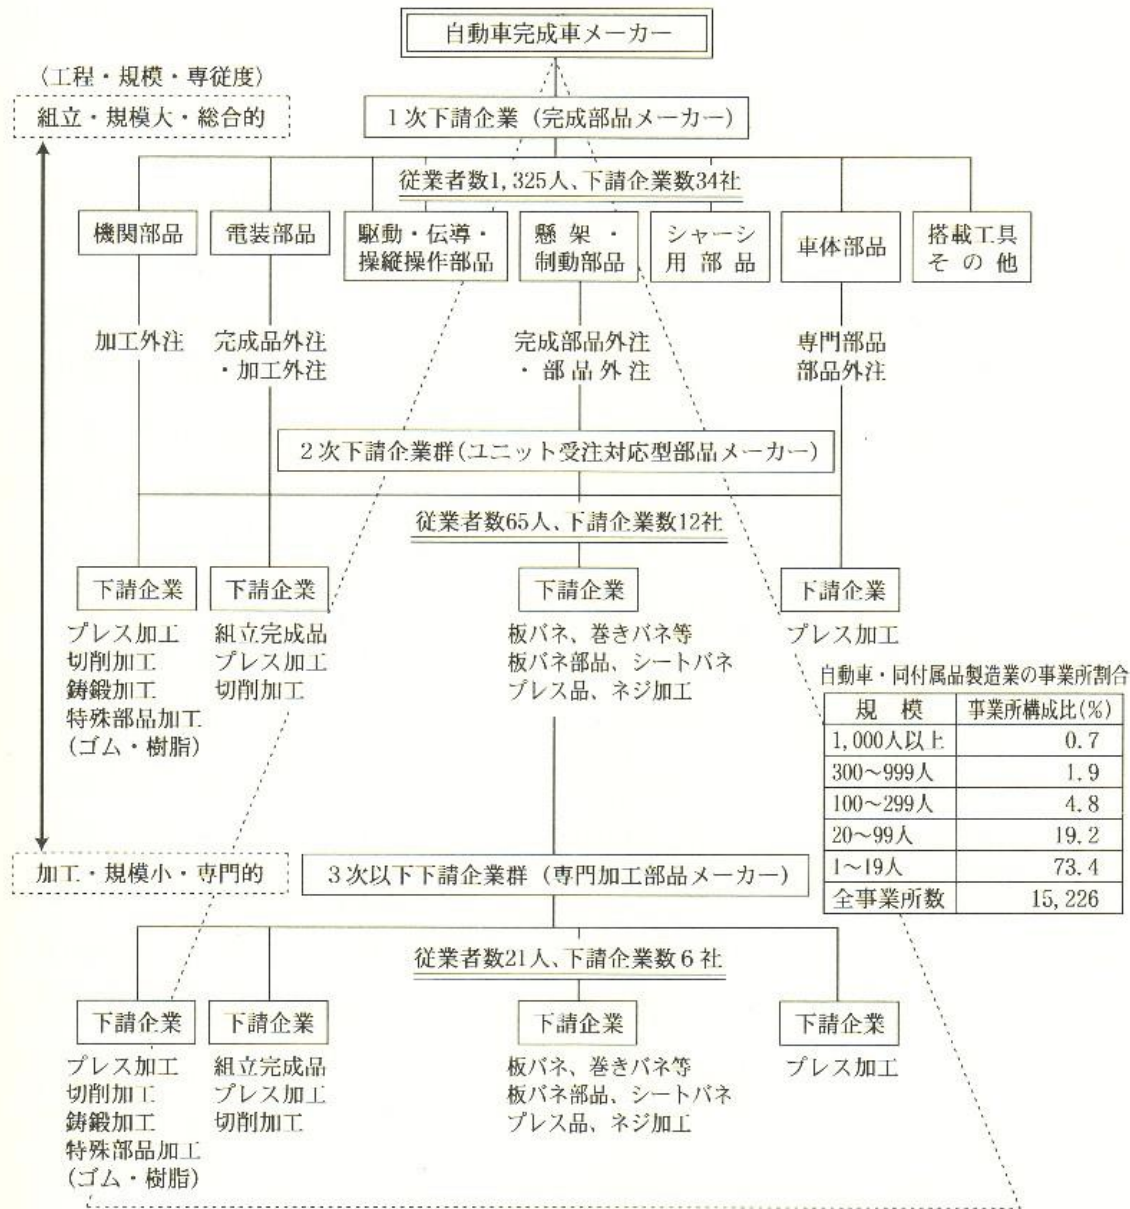 自動車完成車メーカー
(工程・規模・専従度)
組立・規模大・総合的
1次下請企業(完成部品メーカー)
従業者数1,325人、下請企業数34社
機関部品
電装部品
駆動・伝導・
操縦操作部品
懸架・
制動部品
シャーシ
用部品
車体部品
搭載工具
その他
加工外注
完成品外注
・加工外注
完成部品外注
・部品外注
専門部品
部品外注
2次下請企業群(ユニット受注対応型部品メーカー)
従業者数65人、下請企業数12社
下請企業
プレス加工
切削加工
鋳鍛加工
特殊部品加工
(ゴム・樹脂)
下請企業
組立完成品
プレス加工
切削加工
下請企業
板バネ、巻きバネ等
板バネ部品、シートバネ
プレス品、ネジ加工
下請企業
プレス加工
自動車・同付属品製造業の事業所割合
規模 事業所構成比(%)
1,000人以上 0.7
300〜999人 1.9
100〜299人 4.8
20〜99人 19.2
1〜19人 73.4
全事業所数 15,226
加工・規模小・専門的
3次以下下請企業群(専門加工部品メーカー)
従業者数21人、下請企業数6社
下請企業
プレス加工
切削加工
鋳鍛加工
特殊部品加工
(ゴム・樹脂)
下請企業
組立完成品
プレス加工
切削加工
下請企業
板バネ、巻きバネ等
板バネ部品、シートバネ
プレス品、ネジ加工
下請企業
プレス加工